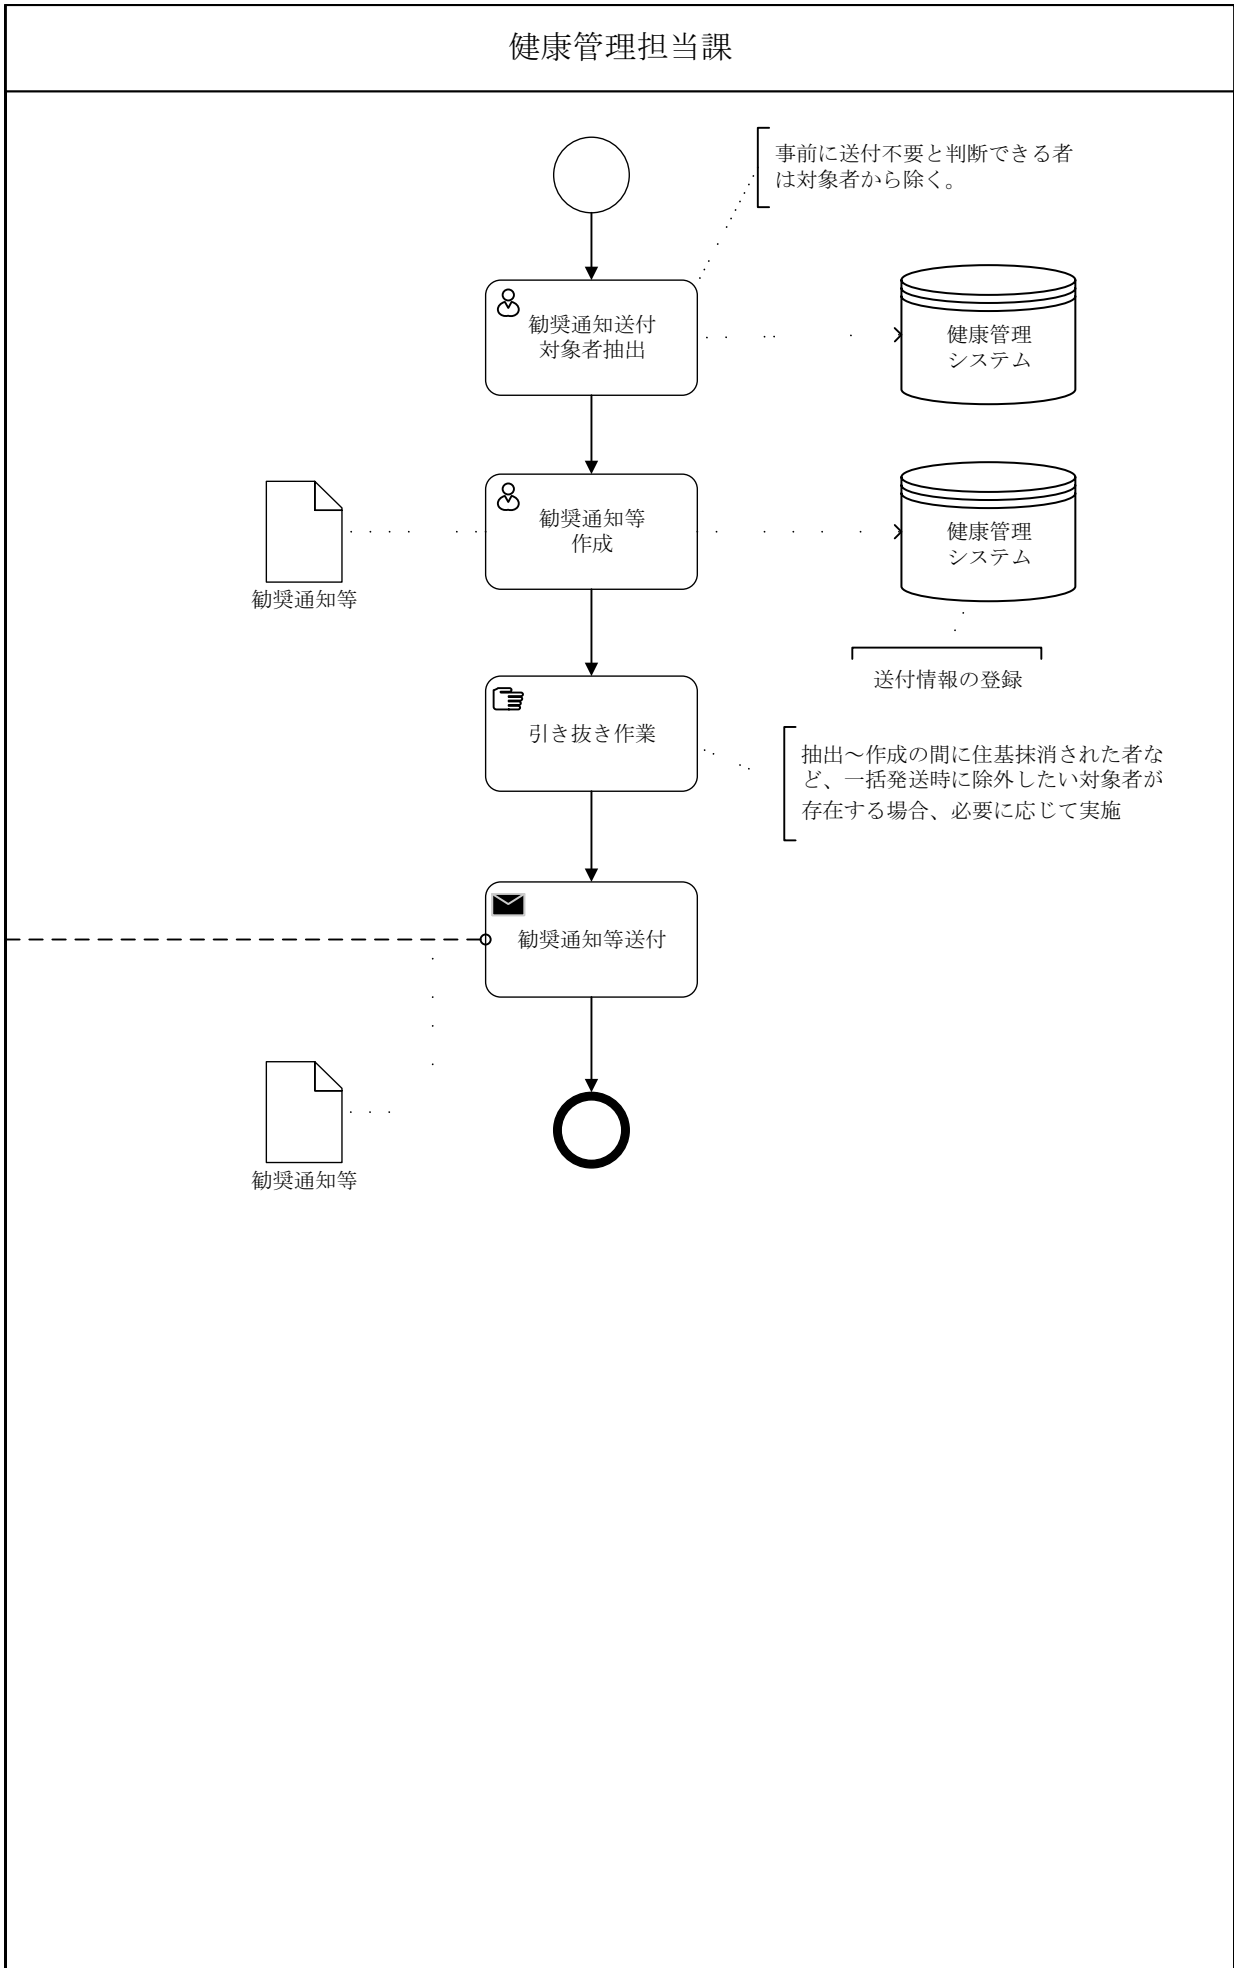 健康管理担当課
事前に送付不要と判断できる者
は対象者から除く。
勧奨通知送付
対象者抽出
健康管理
システム
勧奨通知等
作成
健康管理
システム
勧奨通知等
送付情報の登録
引き抜き作業
抽出～作成の間に住基抹消された者な
ど、一括発送時に除外したい対象者が
存在する場合、必要に応じて実施
勧奨通知等送付
勧奨通知等